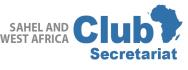 SAHEL AND
WEST AFRICA
Club
Secretariat